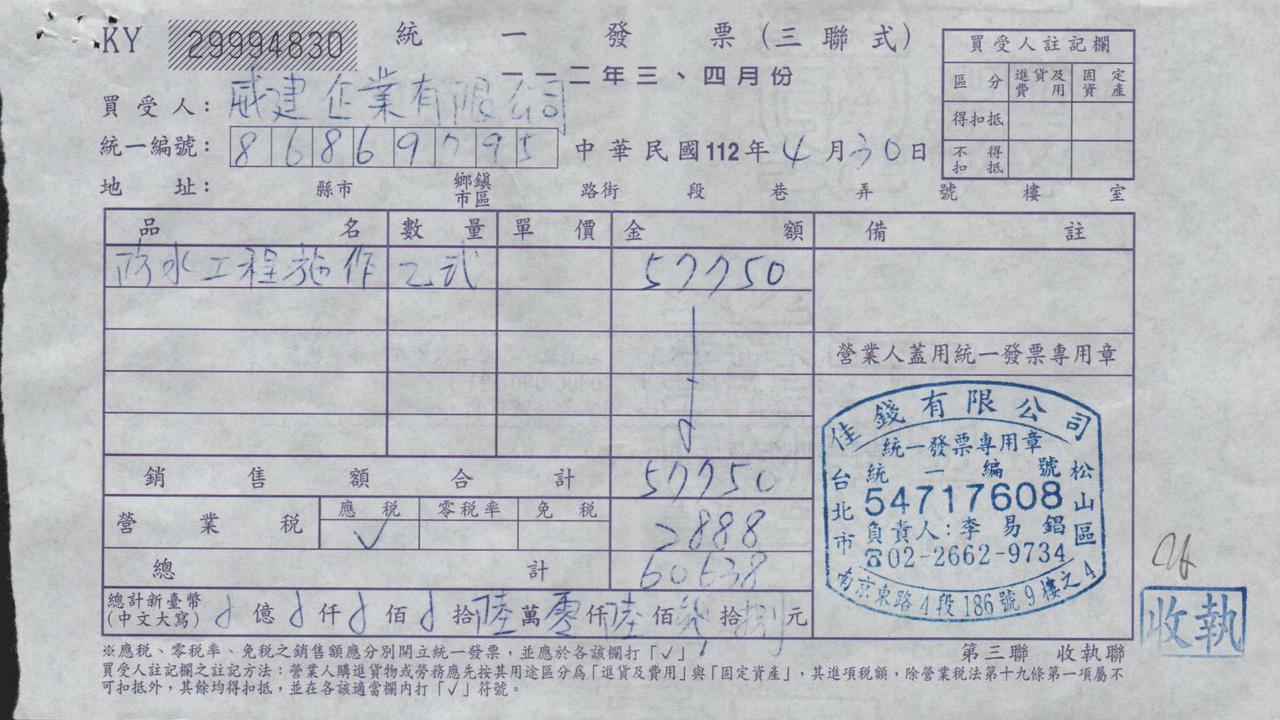 KY 29994830 統一發票(三聯式)
一一二年三、四月份
買受人註記欄
區分 進貨及費用 固定資產
得扣抵
不得扣抵
買受人: 威建企業有限公司
統一編號: 86869795 中華民國112年4月30日
地址: 縣市 鄉鎮市區 路街 段 巷 弄 號 樓 室
品名 數量 單價 金額 備註
防水工程施作 乙式 57750
營業人蓋用統一發票專用章
佳錢有限公司
統一發票專用章
統一編號
54717608
負責人:李易錩
☎02-2662-9734
台北市
松山區
南京東路4段186號9樓之4
銷售額合計 57750
營業稅 應稅 ✓ 零稅率 免稅 2888
總計 60638
總計新臺幣(中文大寫) 億 仟 佰 拾陸萬零仟陸佰 拾捌元
收執
※應稅、零稅率、免稅之銷售額應分別開立統一發票,並應於各該欄打「✓」 第三聯 收執聯
買受人註記欄之註記方法:營業人購進貨物或勞務應先按其用途區分為「進貨及費用」與「固定資產」,其進項稅額,除營業稅法第十九條第一項屬不
可扣抵外,其餘均得扣抵,並在各該適當欄內打「✓」符號。